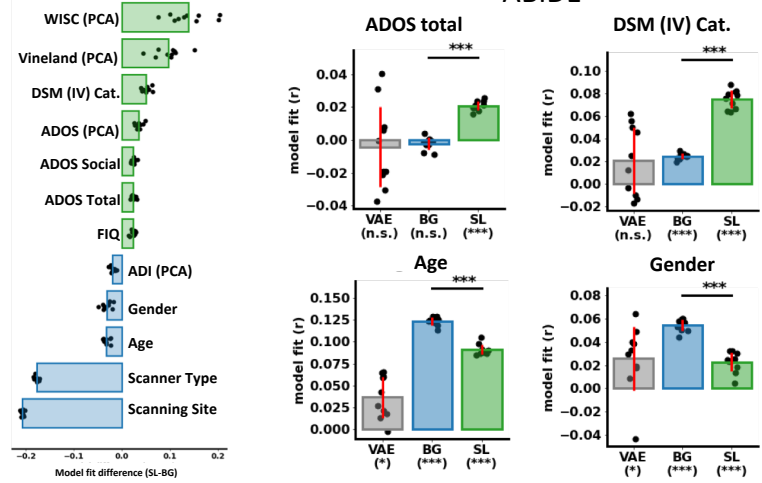 WISC (PCA)
Vineland (PCA)
DSM (IV) Cat.
ADOS (PCA)
ADOS Social
ADOS Total
FIQ
ADI (PCA)
Gender
Age
Scanner Type
Scanning Site
−0.2 −0.1 0.0 0.1 0.2
Model fit difference (SL-BG)
ADOS total
***
model fit (r)
0.04
0.02
0.00
−0.02
−0.04
VAE BG SL
(n.s.) (n.s.) (***)
DSM (IV) Cat.
***
model fit (r)
0.10
0.08
0.06
0.04
0.02
0.00
−0.02
VAE BG SL
(n.s.) (***) (***)
Age
***
model fit (r)
0.150
0.125
0.100
0.075
0.050
0.025
0.000
VAE BG SL
(*) (***) (***)
Gender
***
model fit (r)
0.08
0.06
0.04
0.02
0.00
−0.02
−0.04
VAE BG SL
(*) (***) (***)